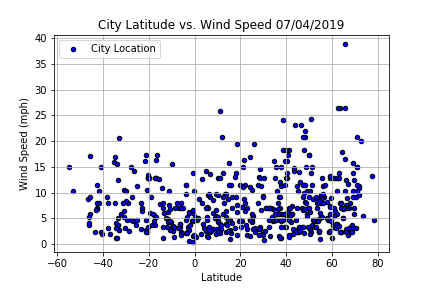 City Latitude vs. Wind Speed 07/04/2019
City Location
Wind Speed (mph)
40
35
30
25
20
15
10
5
0
−60 −40 −20 0 20 40 60 80
Latitude